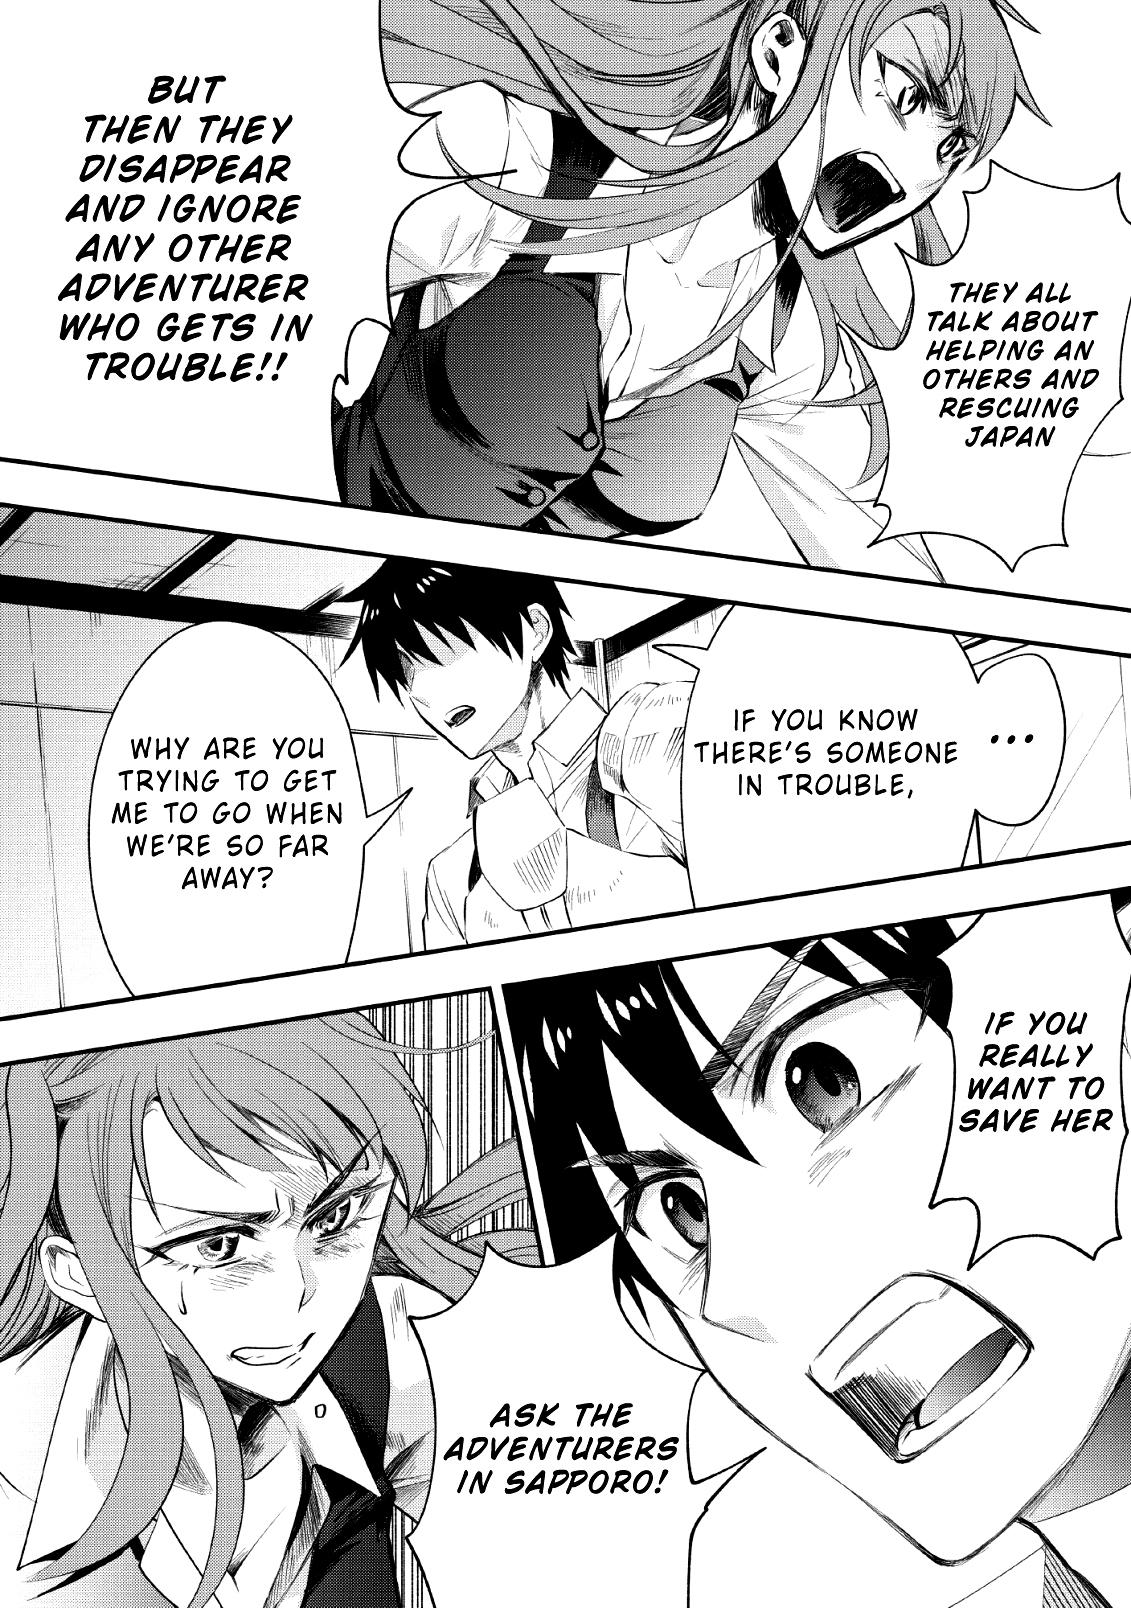 THEY ALL
TALK ABOUT
HELPING AN
OTHERS AND
RESCUING
JAPAN
BUT
THEN THEY
DISAPPEAR
AND IGNORE
ANY OTHER
ADVENTURER
WHO GETS IN
TROUBLE!!
...
IF YOU KNOW
THERE'S SOMEONE
IN TROUBLE,
WHY ARE YOU
TRYING TO GET
ME TO GO WHEN
WE'RE SO FAR
AWAY?
IF YOU
REALLY
WANT TO
SAVE HER
ASK THE
ADVENTURERS
IN SAPPORO!